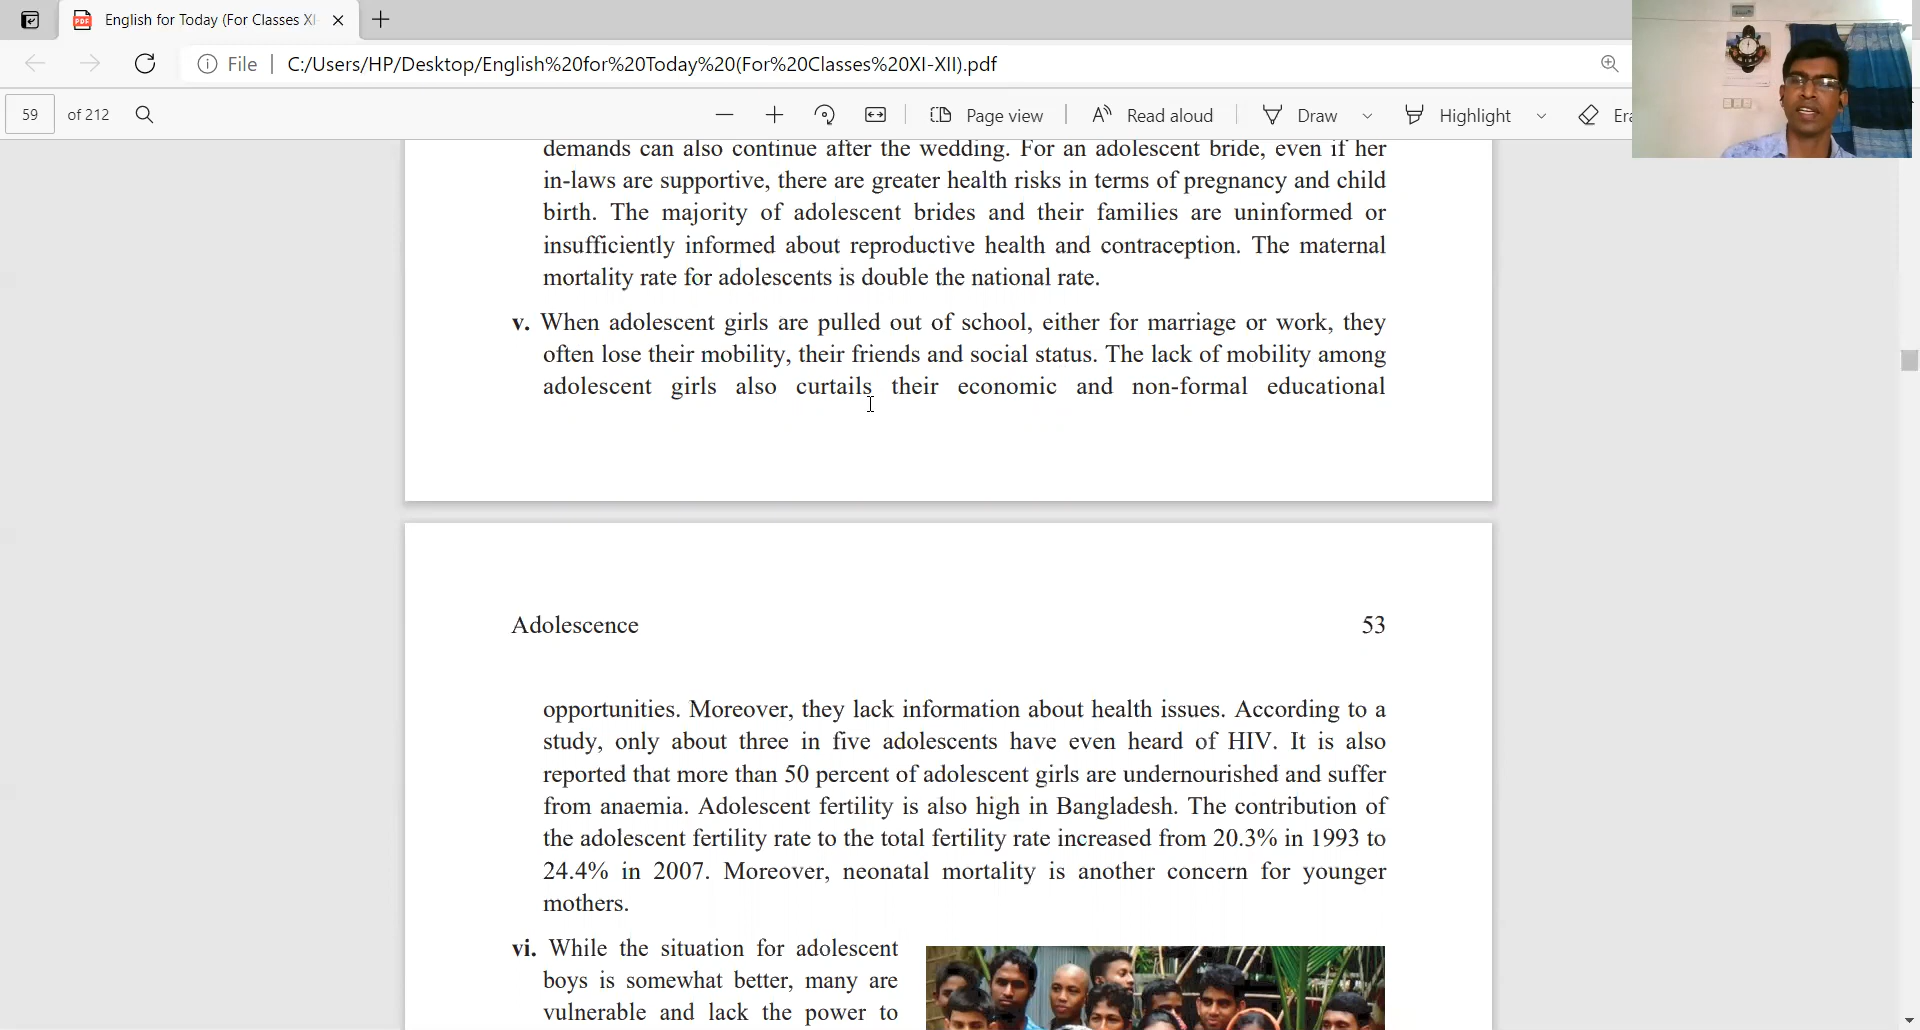 English for Today (For Classes XI-
File
C:/Users/HP/Desktop/English%20for%20Today%20(For%20Classes%20XI-XII).pdf
59 of 212
Page view
Read aloud
Draw
Highlight
demands can also continue after the wedding. For an adolescent bride, even if her
in-laws are supportive, there are greater health risks in terms of pregnancy and child
birth. The majority of adolescent brides and their families are uninformed or
insufficiently informed about reproductive health and contraception. The maternal
mortality rate for adolescents is double the national rate.
v. When adolescent girls are pulled out of school, either for marriage or work, they
often lose their mobility, their friends and social status. The lack of mobility among
adolescent girls also curtails their economic and non-formal educational
Adolescence 53
opportunities. Moreover, they lack information about health issues. According to a
study, only about three in five adolescents have even heard of HIV. It is also
reported that more than 50 percent of adolescent girls are undernourished and suffer
from anaemia. Adolescent fertility is also high in Bangladesh. The contribution of
the adolescent fertility rate to the total fertility rate increased from 20.3% in 1993 to
24.4% in 2007. Moreover, neonatal mortality is another concern for younger
mothers.
vi. While the situation for adolescent
boys is somewhat better, many are
vulnerable and lack the power to